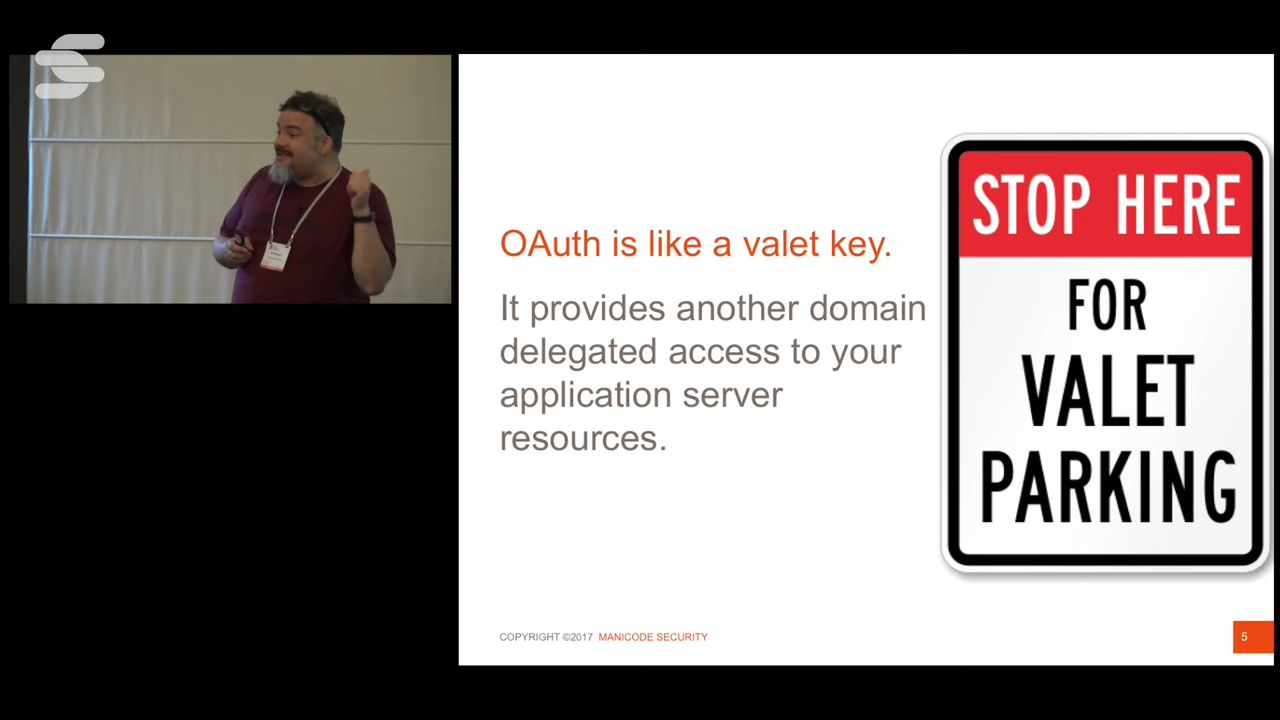 OAuth is like a valet key.
It provides another domain
delegated access to your
application server
resources.
STOP HERE
FOR
VALET
PARKING
COPYRIGHT ©2017 MANICODE SECURITY
5